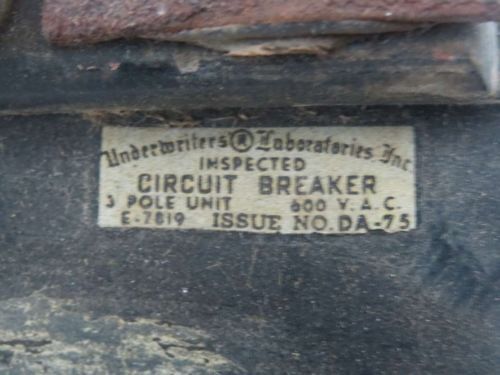 Underwriters ® Laboratories Inc
INSPECTED
CIRCUIT BREAKER
3 POLE UNIT 600 V.A.C.
E-7819 ISSUE NO. DA-75